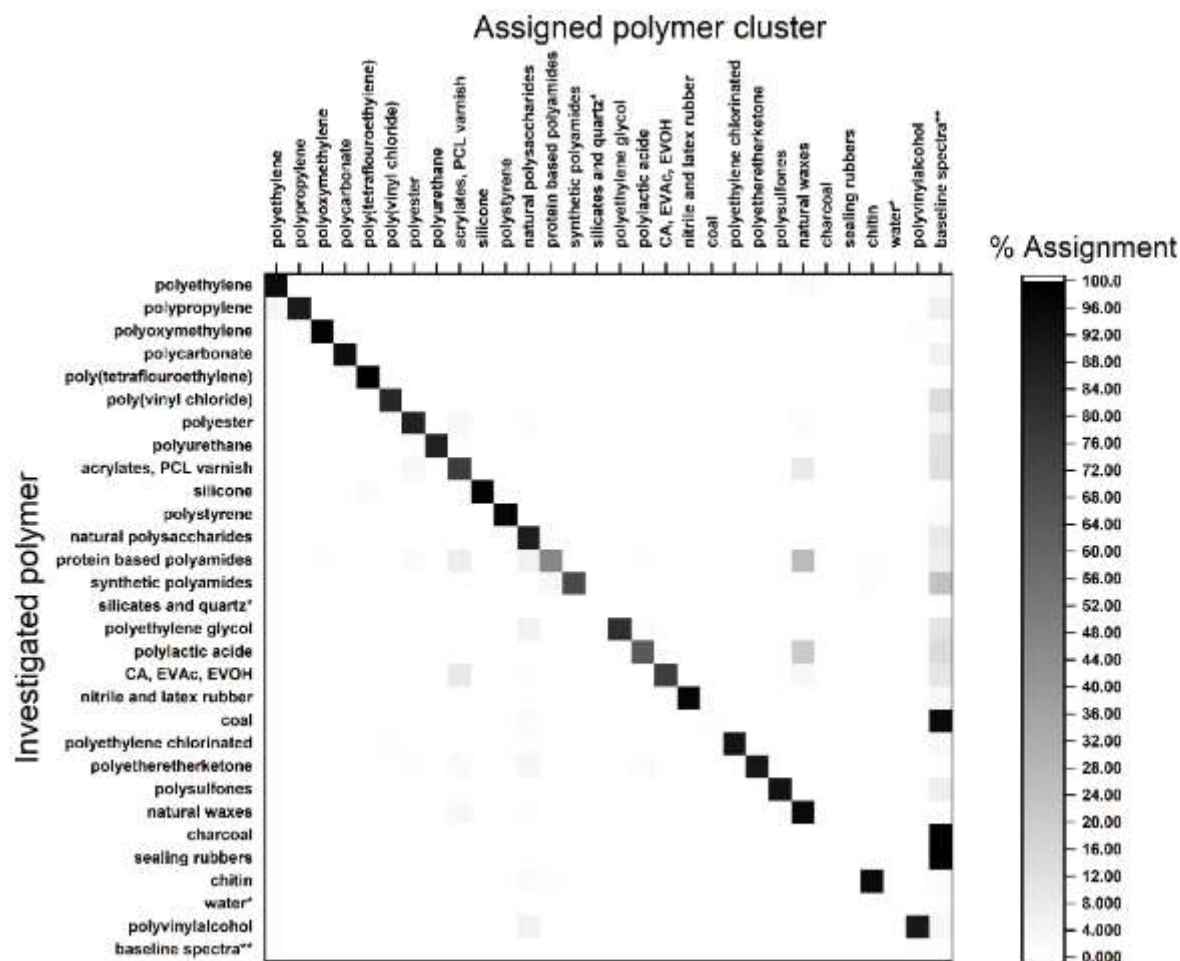 Assigned polymer cluster
polyethylene
polypropylene
polyoxymethylene
polycarbonate
poly(tetraflouroethylene)
poly(vinyl chloride)
polyester
polyurethane
acrylates, PCL varnish
silicone
polystyrene
natural polysaccharides
protein based polyamides
synthetic polyamides
silicates and quartz*
polyethylene glycol
polylactic acide
CA, EVAc, EVOH
nitrile and latex rubber
coal
polyethylene chlorinated
polyetheretherketone
polysulfones
natural waxes
charcoal
sealing rubbers
chitin
water*
polyvinylalcohol
baseline spectra**
% Assignment
Investigated polymer
polyethylene
polypropylene
polyoxymethylene
polycarbonate
poly(tetraflouroethylene)
poly(vinyl chloride)
polyester
polyurethane
acrylates, PCL varnish
silicone
polystyrene
natural polysaccharides
protein based polyamides
synthetic polyamides
silicates and quartz*
polyethylene glycol
polylactic acide
CA, EVAc, EVOH
nitrile and latex rubber
coal
polyethylene chlorinated
polyetheretherketone
polysulfones
natural waxes
charcoal
sealing rubbers
chitin
water*
polyvinylalcohol
baseline spectra**
100.0
96.00
92.00
88.00
84.00
80.00
76.00
72.00
68.00
64.00
60.00
56.00
52.00
48.00
44.00
40.00
36.00
32.00
28.00
24.00
20.00
16.00
12.00
8.000
4.000
0.000